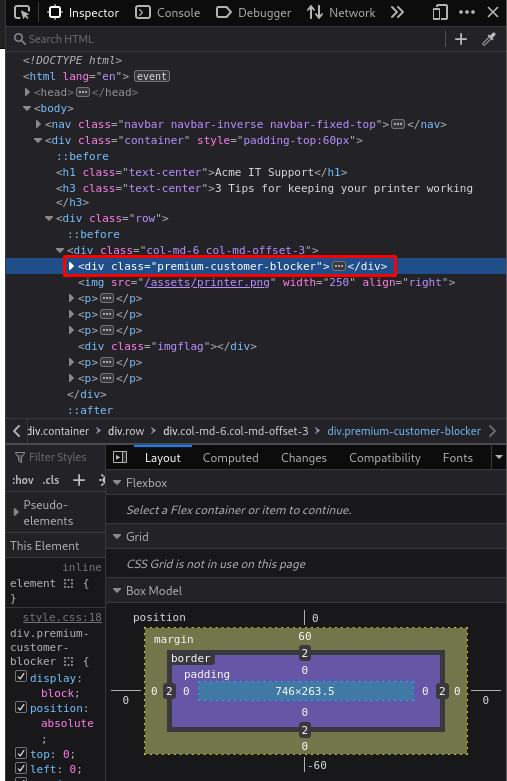 Inspector Console Debugger Network
Search HTML
<!DOCTYPE html>
<html lang="en"> event
<head> ⋯ </head>
<body>
<nav class="navbar navbar-inverse navbar-fixed-top"> ⋯ </nav>
<div class="container" style="padding-top:60px">
::before
<h1 class="text-center">Acme IT Support</h1>
<h3 class="text-center">3 Tips for keeping your printer working
</h3>
<div class="row">
::before
<div class="col-md-6 col-md-offset-3">
<div class="premium-customer-blocker"> ⋯ </div>
<img src="/assets/printer.png" width="250" align="right">
<p> ⋯ </p>
<p> ⋯ </p>
<p> ⋯ </p>
<div class="imgflag"></div>
<p> ⋯ </p>
<p> ⋯ </p>
</div>
::after
div.container > div.row > div.col-md-6.col-md-offset-3 > div.premium-customer-blocker
Filter Styles
:hov .cls +
Pseudo-
elements
This Element
inline
element {
}
style.css:18
div.premium-
customer-
blocker {
display:
block;
position:
absolute
;
top: 0;
left: 0;
Layout Computed Changes Compatibility Fonts
Flexbox
Select a Flex container or item to continue.
Grid
CSS Grid is not in use on this page
Box Model
position 0
margin 60
border 2
padding 0
0 0 2 0 746×263.5 0 2 0 0
0
2
0
-60